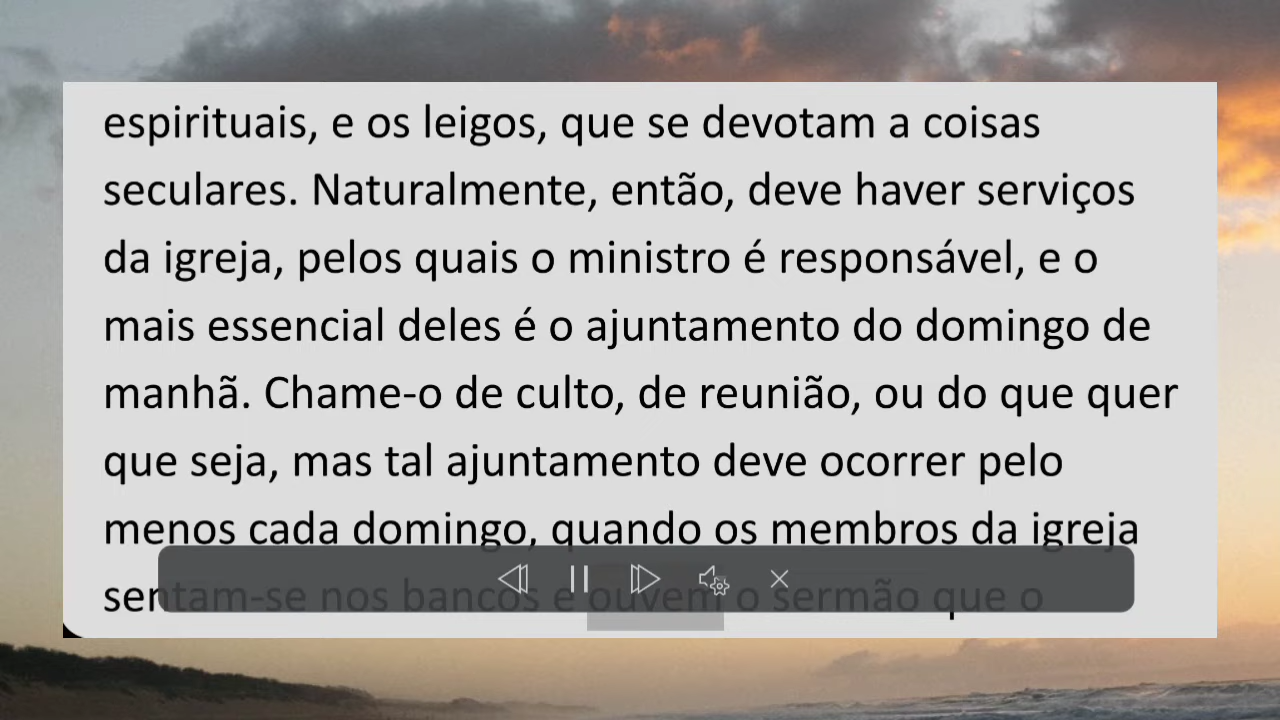 espirituais, e os leigos, que se devotam a coisas
seculares. Naturalmente, então, deve haver serviços
da igreja, pelos quais o ministro é responsável, e o
mais essencial deles é o ajuntamento do domingo de
manhã. Chame-o de culto, de reunião, ou do que quer
que seja, mas tal ajuntamento deve ocorrer pelo
menos cada domingo, quando os membros da igreja
sentam-se nos bancos e ouvem o sermão que o